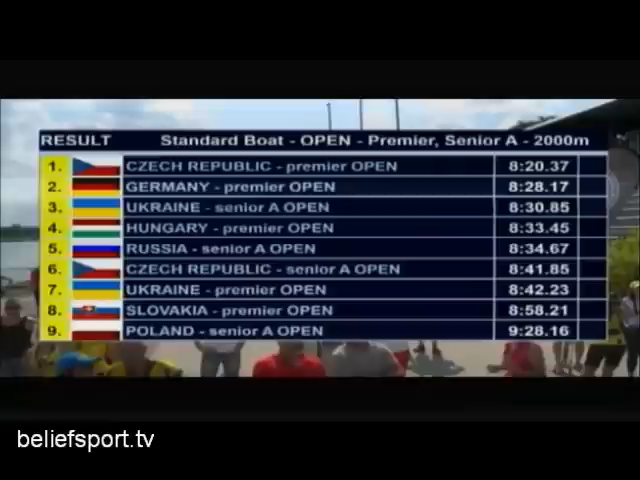 RESULT Standard Boat - OPEN - Premier, Senior A - 2000m
1. CZECH REPUBLIC - premier OPEN 8:20.37
2. GERMANY - premier OPEN 8:28.17
3. UKRAINE - senior A OPEN 8:30.85
4. HUNGARY - premier OPEN 8:33.45
5. RUSSIA - senior A OPEN 8:34.67
6. CZECH REPUBLIC - senior A OPEN 8:41.85
7. UKRAINE - premier OPEN 8:42.23
8. SLOVAKIA - premier OPEN 8:58.21
9. POLAND - senior A OPEN 9:28.16
beliefsport.tv